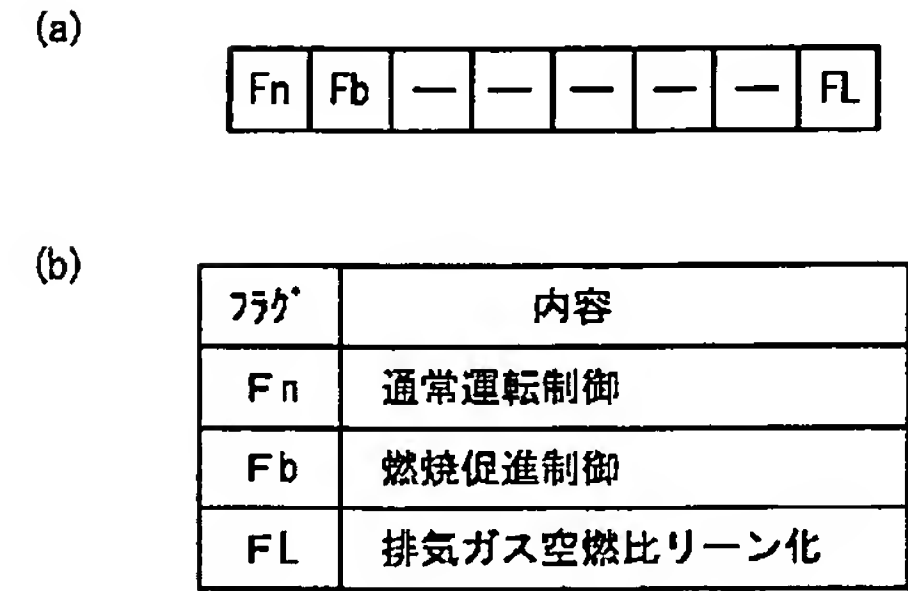 (a)
Fn Fb — — — — — FL
(b)
ﾌﾗｸﾞ 内容
Fn 通常運転制御
Fb 燃焼促進制御
FL 排気ガス空燃比リーン化